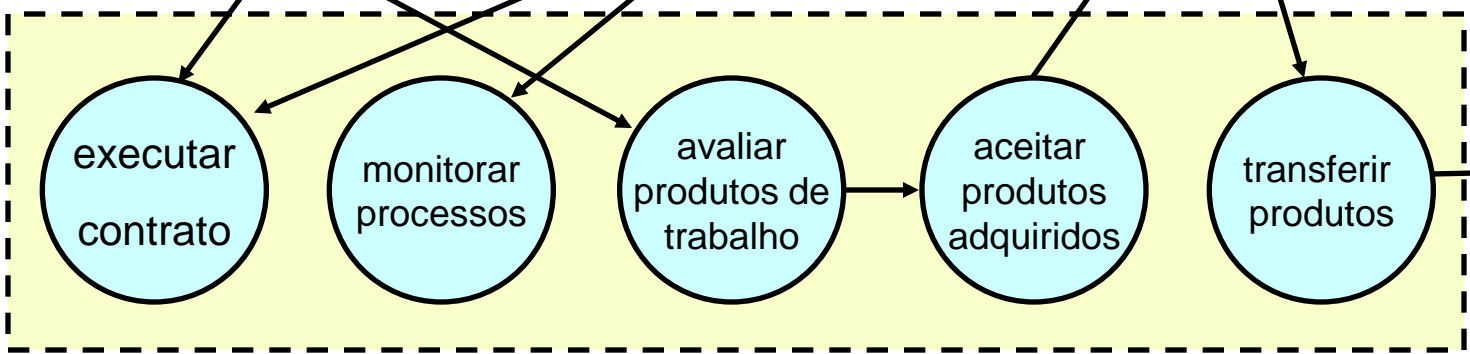 executar
contrato
monitorar
processos
avaliar
produtos de
trabalho
aceitar
produtos
adquiridos
transferir
produtos